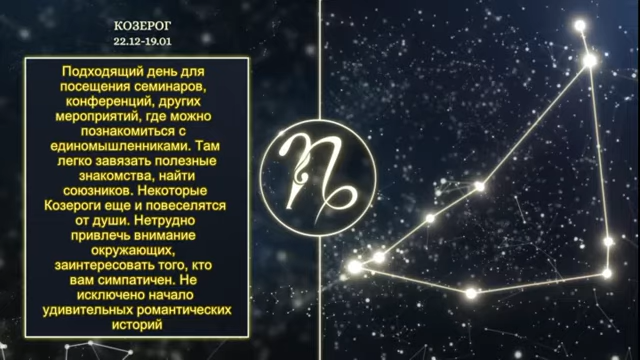 КОЗЕРОГ
22.12-19.01
Подходящий день для
посещения семинаров,
конференций, других
мероприятий, где можно
познакомиться с
единомышленниками. Там
легко завязать полезные
знакомства, найти
союзников. Некоторые
Козероги еще и повеселятся
от души. Нетрудно
привлечь внимание
окружающих,
заинтересовать того, кто
вам симпатичен. Не
исключено начало
удивительных романтических
историй